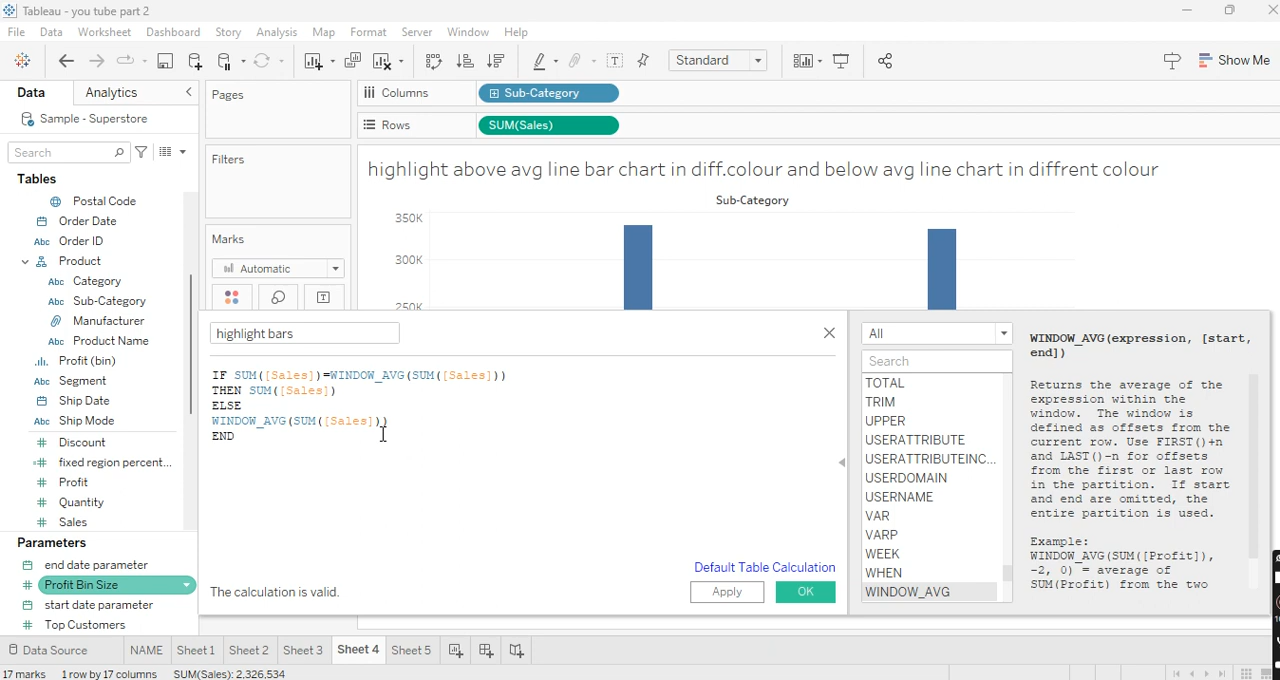 Tableau - you tube part 2
File Data Worksheet Dashboard Story Analysis Map Format Server Window Help
Standard
Show Me
Data Analytics
Sample - Superstore
Search
Tables
Postal Code
Order Date
Abc Order ID
Product
Abc Category
Abc Sub-Category
Manufacturer
Abc Product Name
Profit (bin)
Abc Segment
Ship Date
Abc Ship Mode
Discount
fixed region percent...
Profit
Quantity
Sales
Parameters
end date parameter
Profit Bin Size
start date parameter
Top Customers
Pages
Filters
Marks
Automatic
Columns Sub-Category
Rows SUM(Sales)
highlight above avg line bar chart in diff.colour and below avg line chart in diffrent colour
Sub-Category
350K
300K
250K
highlight bars
IF SUM([Sales])=WINDOW_AVG(SUM([Sales]))
THEN SUM([Sales])
ELSE
WINDOW_AVG(SUM([Sales]))
END
Default Table Calculation
The calculation is valid.
Apply OK
All
Search
TOTAL
TRIM
UPPER
USERATTRIBUTE
USERATTRIBUTEINC...
USERDOMAIN
USERNAME
VAR
VARP
WEEK
WHEN
WINDOW_AVG
WINDOW_AVG(expression, [start,
end])
Returns the average of the
expression within the
window. The window is
defined as offsets from the
current row. Use FIRST()+n
and LAST()-n for offsets
from the first or last row
in the partition. If start
and end are omitted, the
entire partition is used.
Example:
WINDOW_AVG(SUM([Profit]),
-2, 0) = average of
SUM(Profit) from the two
Data Source NAME Sheet 1 Sheet 2 Sheet 3 Sheet 4 Sheet 5
17 marks 1 row by 17 columns SUM(Sales): 2,326,534